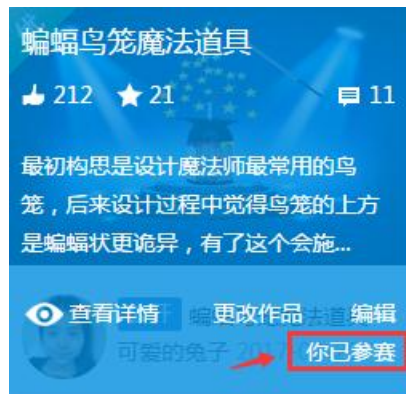 蝙蝠鸟笼魔法道具
212 21 11
最初构思是设计魔法师最常用的鸟
笼，后来设计过程中觉得鸟笼的上方
是蝙蝠状更诡异，有了这个会施...
查看详情 更改作品 编辑
可爱的兔子 2017- 你已参赛